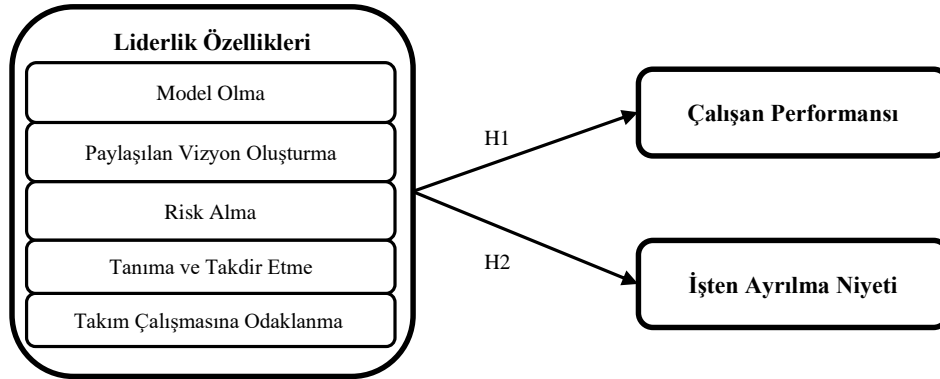 Liderlik Özellikleri
Model Olma
Paylaşılan Vizyon Oluşturma
Risk Alma
Tanıma ve Takdir Etme
Takım Çalışmasına Odaklanma
H1
H2
Çalışan Performansı
İşten Ayrılma Niyeti